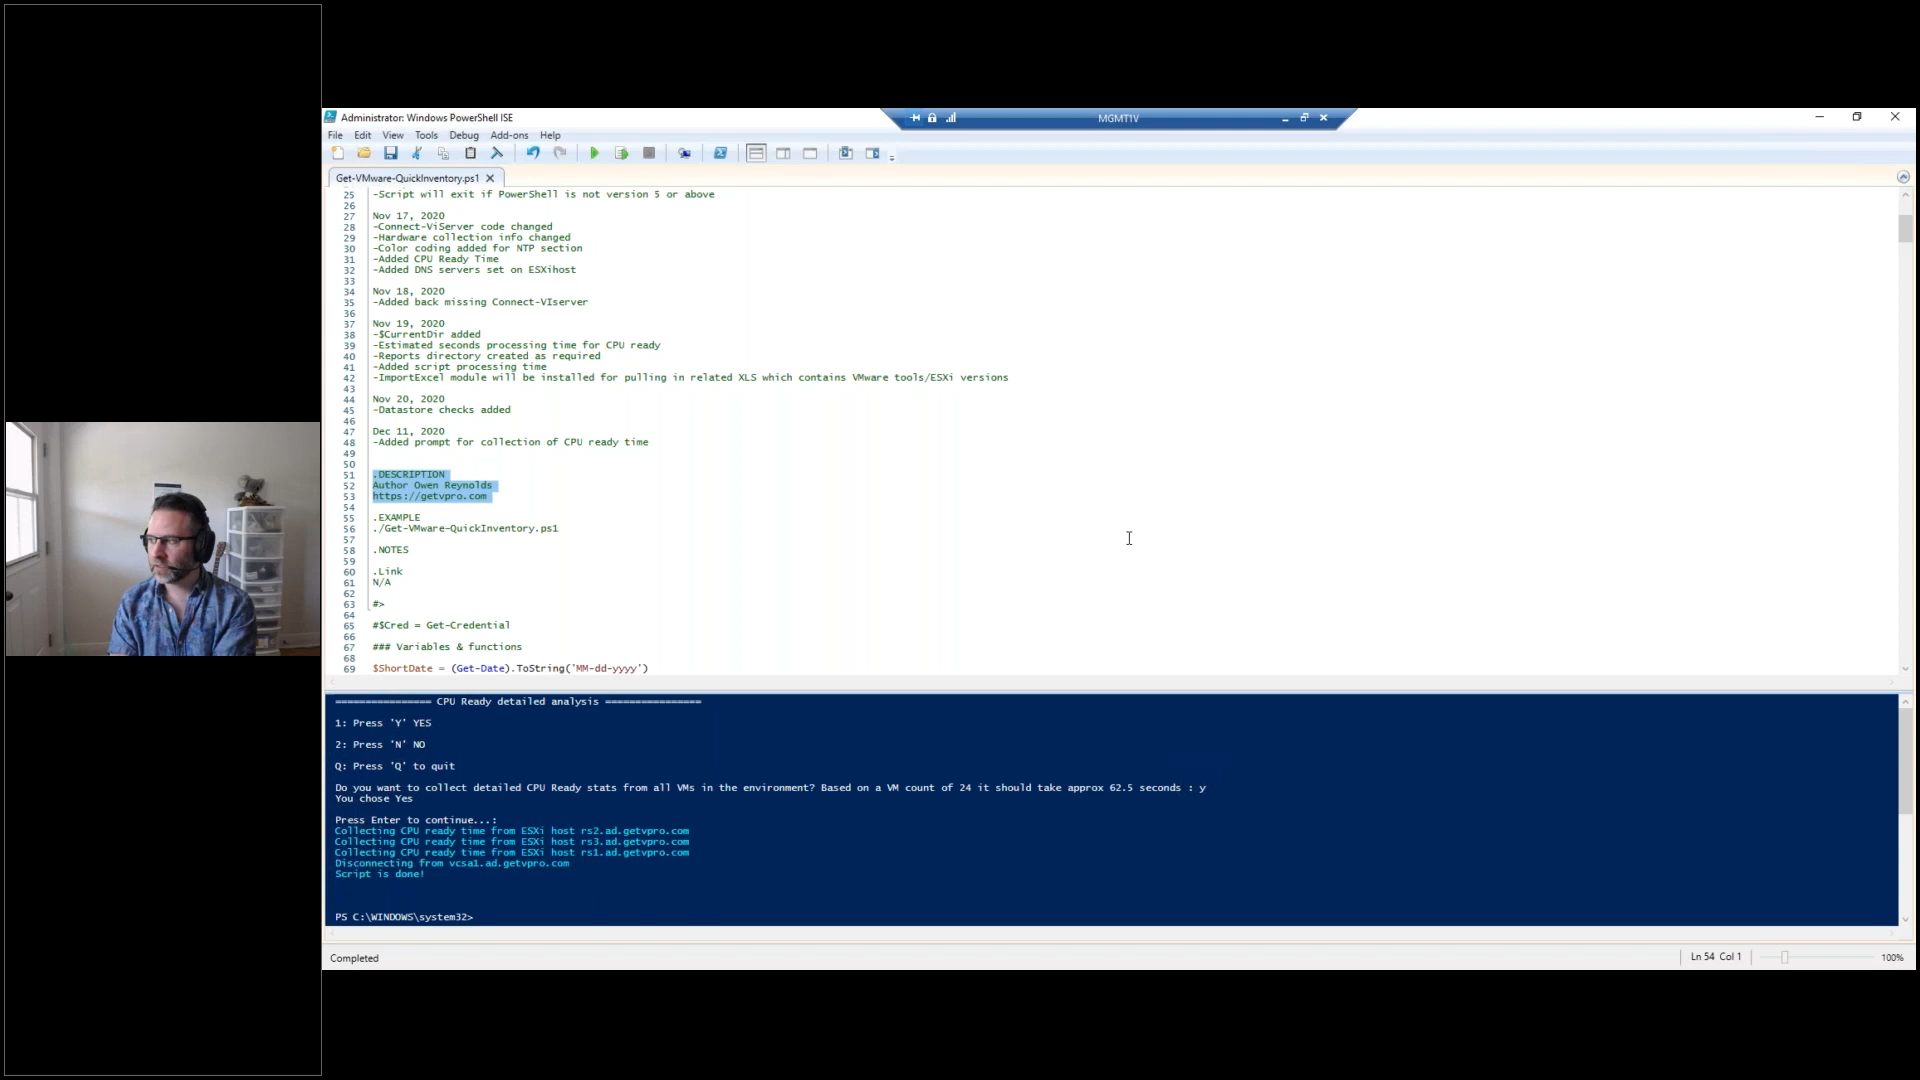 Administrator: Windows PowerShell ISE
MGMT1V
File Edit View Tools Debug Add-ons Help
Get-VMware-QuickInventory.ps1
25 -Script will exit if PowerShell is not version 5 or above
26
27 Nov 17, 2020
28 -Connect-ViServer code changed
29 -Hardware collection info changed
30 -Color coding added for NTP section
31 -Added CPU Ready Time
32 -Added DNS servers set on ESXihost
33
34 Nov 18, 2020
35 -Added back missing Connect-VIserver
36
37 Nov 19, 2020
38 -$CurrentDir added
39 -Estimated seconds processing time for CPU ready
40 -Reports directory created as required
41 -Added script processing time
42 -ImportExcel module will be installed for pulling in related XLS which contains VMware tools/ESXi versions
43
44 Nov 20, 2020
45 -Datastore checks added
46
47 Dec 11, 2020
48 -Added prompt for collection of CPU ready time
49
50
51 .DESCRIPTION
52 Author Owen Reynolds
53 https://getvpro.com
54
55 .EXAMPLE
56 ./Get-VMware-QuickInventory.ps1
57
58 .NOTES
59
60 .Link
61 N/A
62
63 #>
64
65 #$Cred = Get-Credential
66
67 ### Variables & functions
68
69 $ShortDate = (Get-Date).ToString('MM-dd-yyyy')
================ CPU Ready detailed analysis ================
1: Press 'Y' YES
2: Press 'N' NO
Q: Press 'Q' to quit
Do you want to collect detailed CPU Ready stats from all VMs in the environment? Based on a VM count of 24 it should take approx 62.5 seconds : y
You chose Yes
Press Enter to continue...:
Collecting CPU ready time from ESXi host rs2.ad.getvpro.com
Collecting CPU ready time from ESXi host rs3.ad.getvpro.com
Collecting CPU ready time from ESXi host rs1.ad.getvpro.com
Disconnecting from vcsa1.ad.getvpro.com
Script is done!
PS C:\WINDOWS\system32>
Completed
Ln 54 Col 1
100%